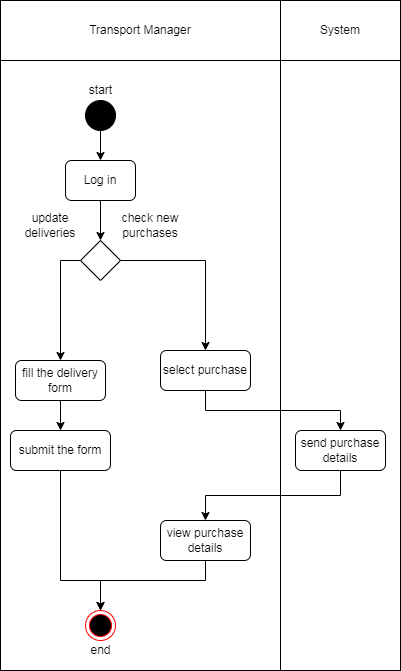 Transport Manager
System
start
Log in
update
deliveries
check new
purchases
fill the delivery
form
select purchase
submit the form
send purchase
details
view purchase
details
end